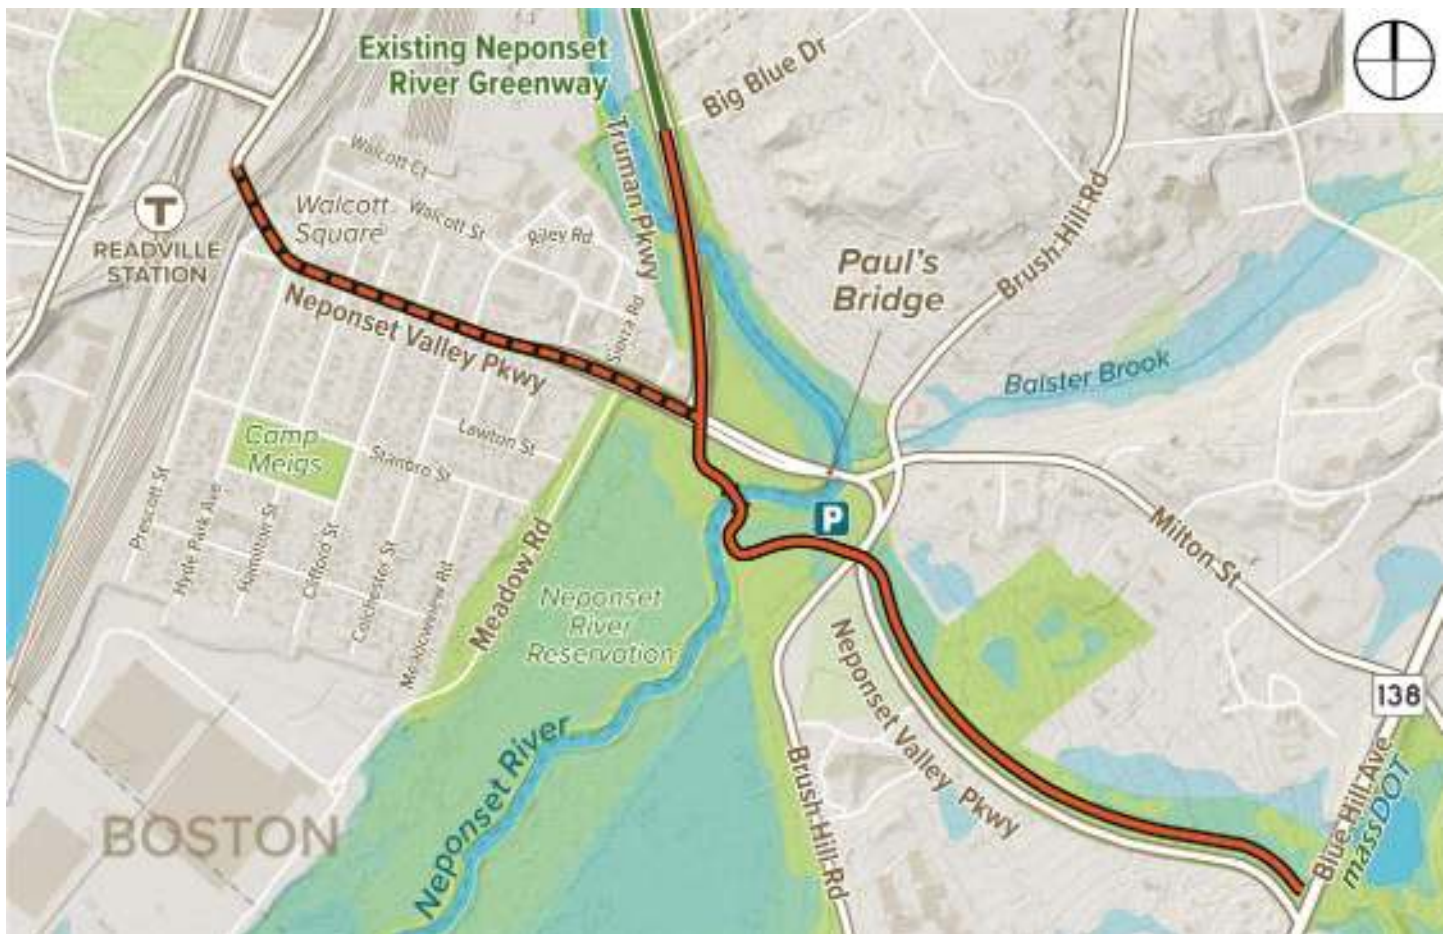 Existing Neponset
River Greenway
Big Blue Dr
Truman Pkwy
Walcott Ct
Walcott St
Walcott
Square
Riley Rd
T
READVILLE
STATION
Neponset Valley Pkwy
Sierra Rd
Paul's
Bridge
Brush Hill Rd
Balster Brook
Camp
Meigs
Lawton St
Stanbro St
Prescott St
Hyde Park Ave
Hamilton St
Clifford St
Colchester St
Meadowview Rd
Meadow Rd
P
Milton St
Neponset
River
Reservation
Neponset Valley Pkwy
138
Brush Hill Rd
Neponset River
BOSTON
Blue Hill Ave
massDOT